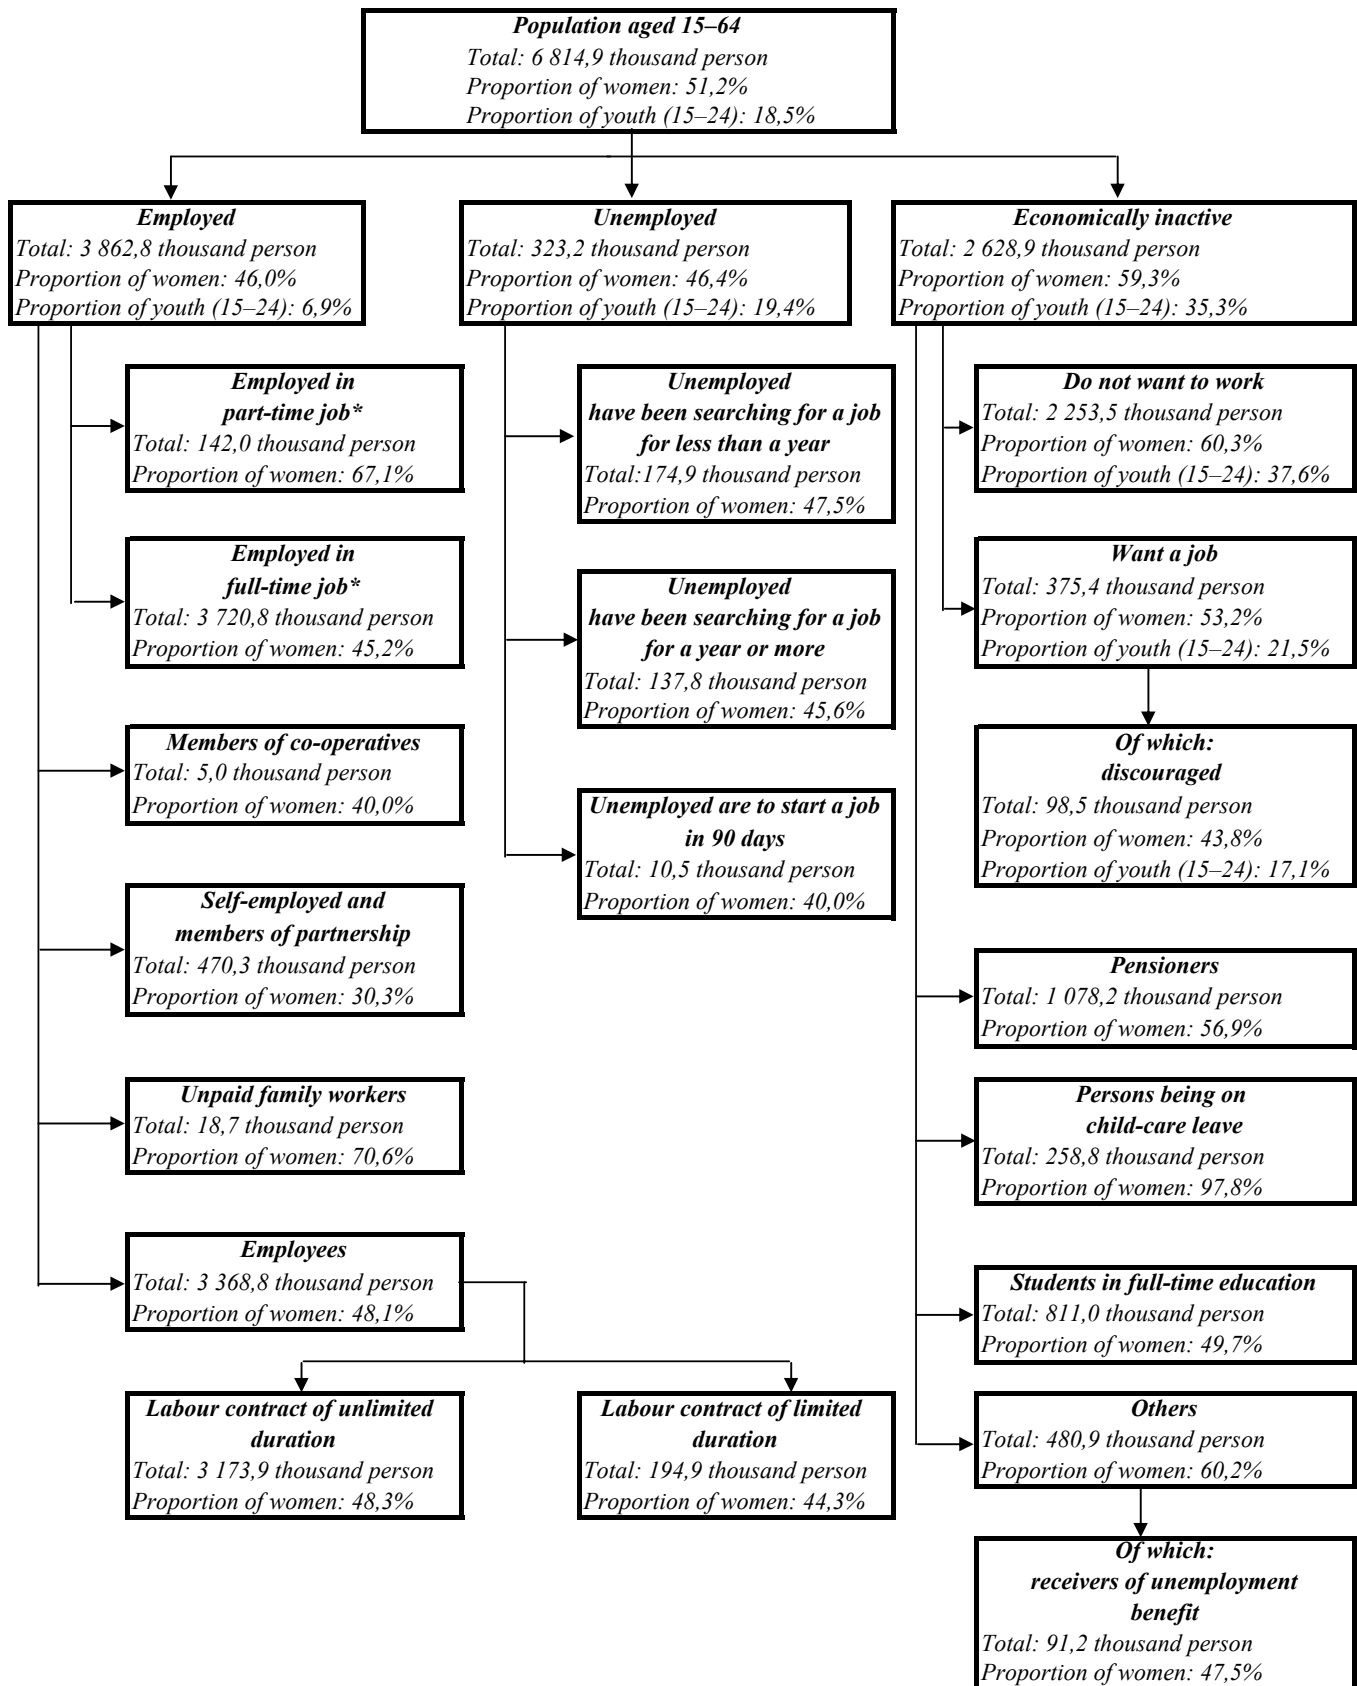 Population aged 15–64
Total: 6 814,9 thousand person
Proportion of women: 51,2%
Proportion of youth (15–24): 18,5%
Employed
Total: 3 862,8 thousand person
Proportion of women: 46,0%
Proportion of youth (15–24): 6,9%
Unemployed
Total: 323,2 thousand person
Proportion of women: 46,4%
Proportion of youth (15–24): 19,4%
Economically inactive
Total: 2 628,9 thousand person
Proportion of women: 59,3%
Proportion of youth (15–24): 35,3%
Employed in
part-time job*
Total: 142,0 thousand person
Proportion of women: 67,1%
Employed in
full-time job*
Total: 3 720,8 thousand person
Proportion of women: 45,2%
Members of co-operatives
Total: 5,0 thousand person
Proportion of women: 40,0%
Self-employed and
members of partnership
Total: 470,3 thousand person
Proportion of women: 30,3%
Unpaid family workers
Total: 18,7 thousand person
Proportion of women: 70,6%
Employees
Total: 3 368,8 thousand person
Proportion of women: 48,1%
Labour contract of unlimited
duration
Total: 3 173,9 thousand person
Proportion of women: 48,3%
Labour contract of limited
duration
Total: 194,9 thousand person
Proportion of women: 44,3%
Unemployed
have been searching for a job
for less than a year
Total:174,9 thousand person
Proportion of women: 47,5%
Unemployed
have been searching for a job
for a year or more
Total: 137,8 thousand person
Proportion of women: 45,6%
Unemployed are to start a job
in 90 days
Total: 10,5 thousand person
Proportion of women: 40,0%
Do not want to work
Total: 2 253,5 thousand person
Proportion of women: 60,3%
Proportion of youth (15–24): 37,6%
Want a job
Total: 375,4 thousand person
Proportion of women: 53,2%
Proportion of youth (15–24): 21,5%
Of which:
discouraged
Total: 98,5 thousand person
Proportion of women: 43,8%
Proportion of youth (15–24): 17,1%
Pensioners
Total: 1 078,2 thousand person
Proportion of women: 56,9%
Persons being on
child-care leave
Total: 258,8 thousand person
Proportion of women: 97,8%
Students in full-time education
Total: 811,0 thousand person
Proportion of women: 49,7%
Others
Total: 480,9 thousand person
Proportion of women: 60,2%
Of which:
receivers of unemployment
benefit
Total: 91,2 thousand person
Proportion of women: 47,5%